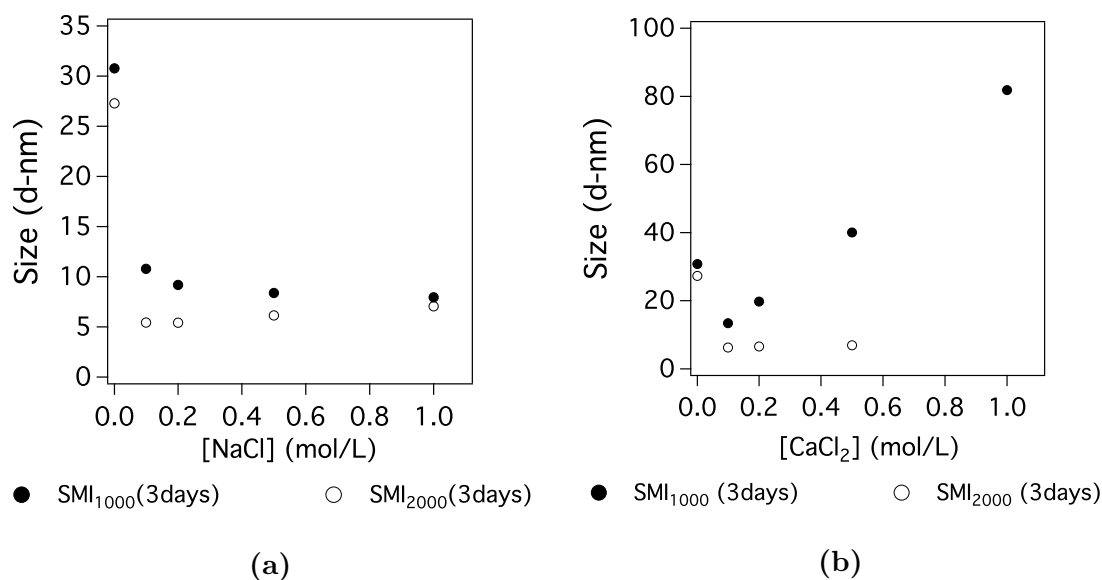 35
30
25
20
15
10
5
0
Size (d-nm)
0.0 0.2 0.4 0.6 0.8 1.0
[NaCl] (mol/L)
SMI1000(3days) SMI2000(3days)
(a)
100
80
60
40
20
0
Size (d-nm)
0.0 0.2 0.4 0.6 0.8 1.0
[CaCl2] (mol/L)
SMI1000 (3days) SMI2000 (3days)
(b)